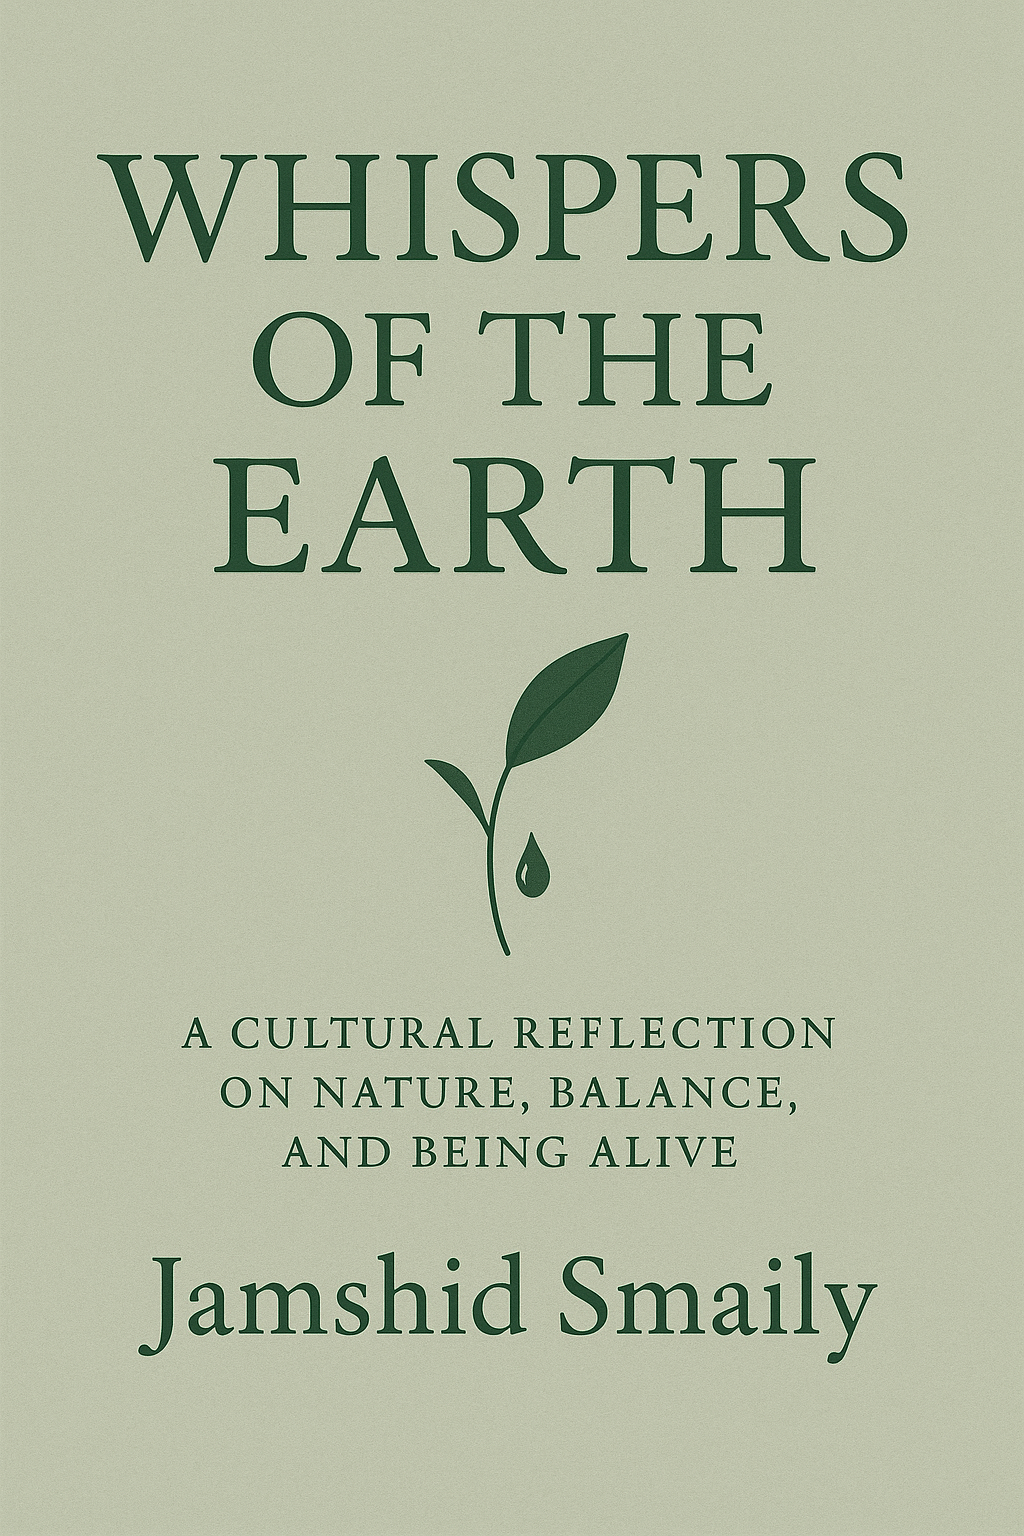 WHISPERS
OF THE
EARTH
A CULTURAL REFLECTION
ON NATURE, BALANCE,
AND BEING ALIVE
Jamshid Smaily